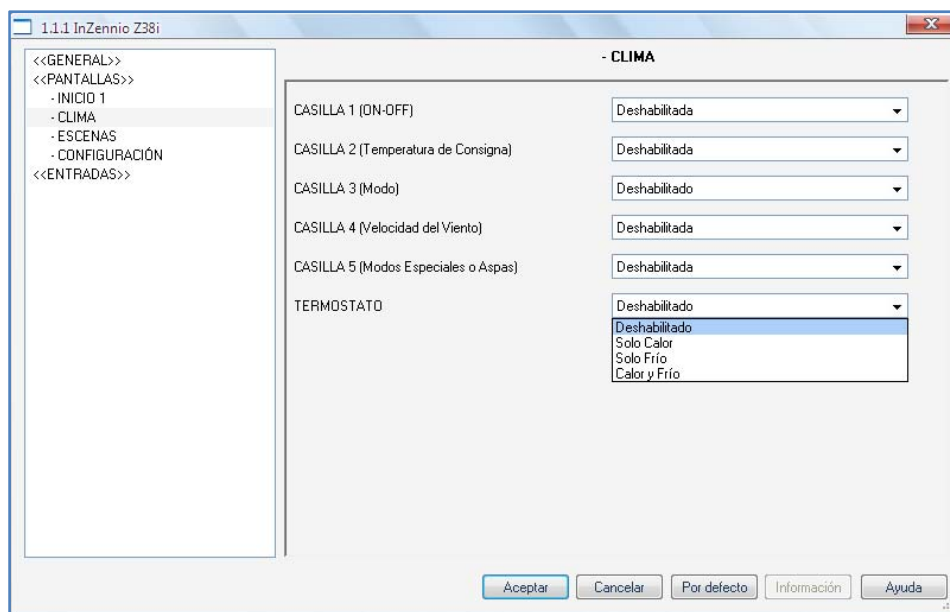 1.1.1 InZennio Z38i
<<GENERAL>>
<<PANTALLAS>>
- INICIO 1
- CLIMA
- ESCENAS
- CONFIGURACIÓN
<<ENTRADAS>>
- CLIMA
CASILLA 1 (ON-OFF) Deshabilitada
CASILLA 2 (Temperatura de Consigna) Deshabilitada
CASILLA 3 (Modo) Deshabilitado
CASILLA 4 (Velocidad del Viento) Deshabilitada
CASILLA 5 (Modos Especiales o Aspas) Deshabilitada
TERMOSTATO Deshabilitado
Deshabilitado
Solo Calor
Solo Frío
Calor y Frío
Aceptar Cancelar Por defecto Información Ayuda